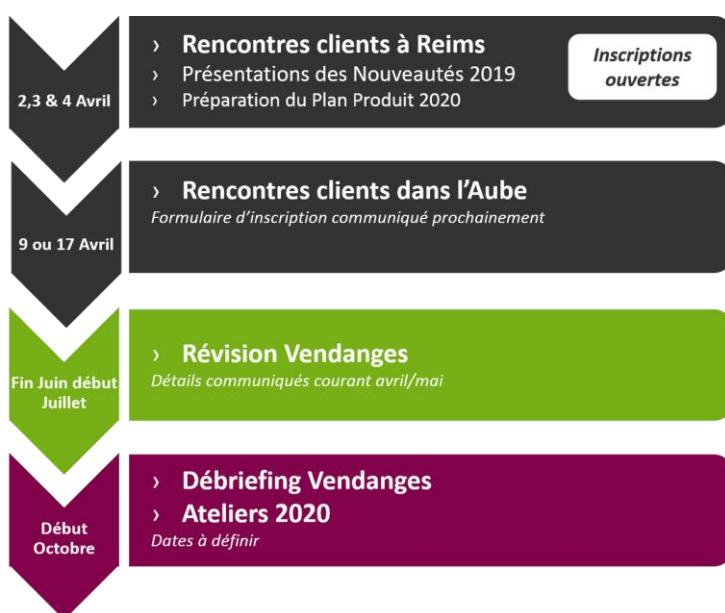 2,3 & 4 Avril
› Rencontres clients à Reims
› Présentations des Nouveautés 2019
› Préparation du Plan Produit 2020
Inscriptions
ouvertes
9 ou 17 Avril
› Rencontres clients dans l’Aube
Formulaire d’inscription communiqué prochainement
Fin Juin début
Juillet
› Révision Vendanges
Détails communiqués courant avril/mai
Début
Octobre
› Débriefing Vendanges
› Ateliers 2020
Dates à définir